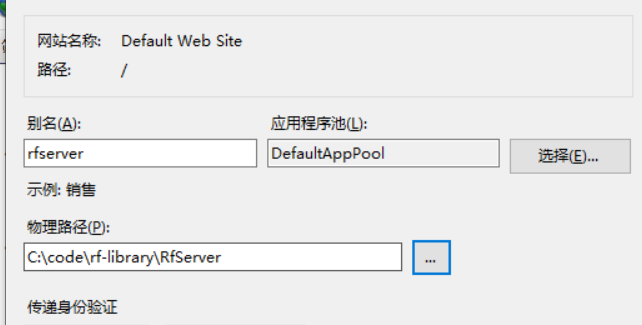 网站名称: Default Web Site
路径: /
别名(A): 应用程序池(L):
rfserver DefaultAppPool 选择(E)...
示例: 销售
物理路径(P):
C:\code\rf-library\RfServer ...
传递身份验证